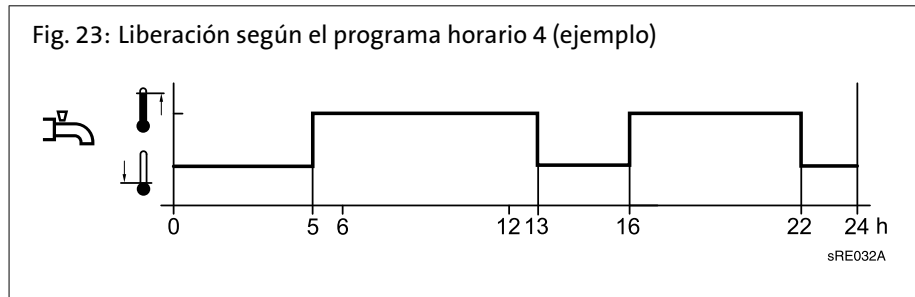 Fig. 23: Liberación según el programa horario 4 (ejemplo)
0 5 6 12 13 16 22 24 h
sRE032A